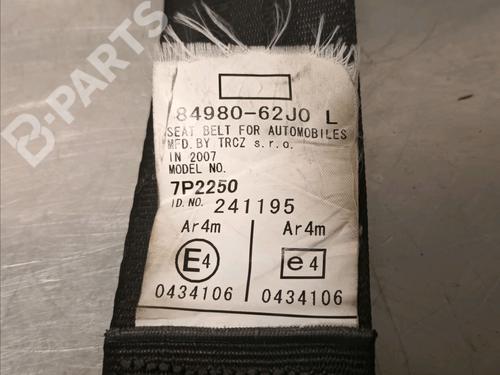 B-PARTS
84980-62J0 L
SEAT BELT FOR AUTOMOBILES
MFD. BY TRCZ s.r.o.
IN 2007
MODEL NO.
7P2250
ID. NO. 241195
Ar4m Ar4m
E4 e4
0434106 0434106